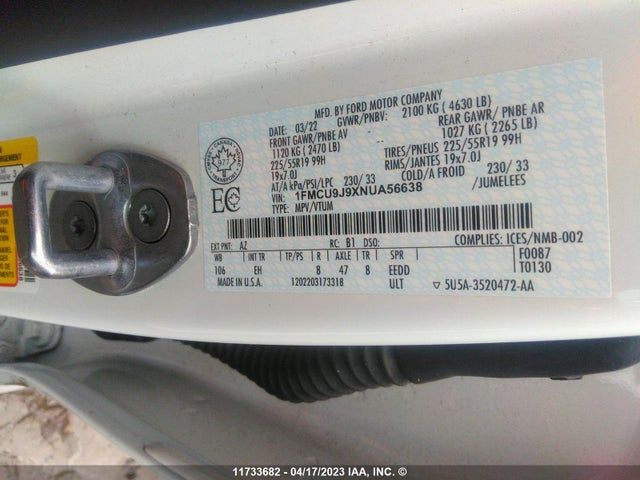 MFD. BY FORD MOTOR COMPANY
03/22 GVWR/PNBV: 2100 KG ( 4630 LB)
FRONT GAWR/PNBE AV REAR GAWR/ PNBE AR
1120 KG ( 2470 LB) 1027 KG ( 2265 LB)
225/55R19 99H TIRES/PNEUS 225/55R19 99H
19x7.0J RIMS/JANTES 19x7.0J
AT/A kPa/PSI/LPC 230/ 33 COLD/A FROID 230/ 33
VIN: 1FMCU9J9XNUA56638 /JUMELEES
TYPE: MPV/VTUM
EC
EXT PNT: AZ RC: B1 DSO: COMPLIES: ICES/NMB-002
WB INT TR TP/PS R AXLE TR SPR F0087
106 EH 8 47 8 EEDD T0130
MADE IN U.S.A. 1202203173318 ULT ▽ 5U5A-3520472-AA
11733682 - 04/17/2023 IAA, INC. ©